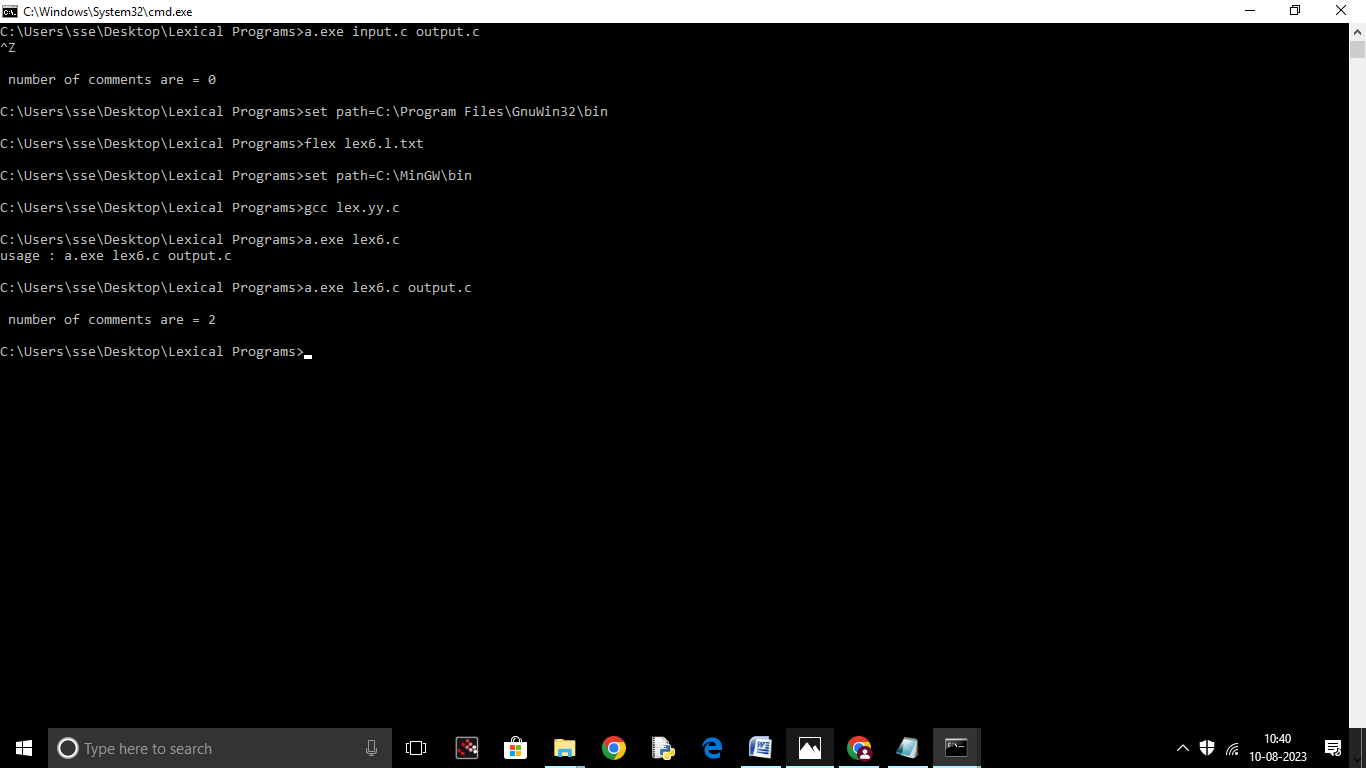 C:\Windows\System32\cmd.exe
C:\Users\sse\Desktop\Lexical Programs>a.exe input.c output.c
^Z
number of comments are = 0
C:\Users\sse\Desktop\Lexical Programs>set path=C:\Program Files\GnuWin32\bin
C:\Users\sse\Desktop\Lexical Programs>flex lex6.l.txt
C:\Users\sse\Desktop\Lexical Programs>set path=C:\MinGW\bin
C:\Users\sse\Desktop\Lexical Programs>gcc lex.yy.c
C:\Users\sse\Desktop\Lexical Programs>a.exe lex6.c
usage : a.exe lex6.c output.c
C:\Users\sse\Desktop\Lexical Programs>a.exe lex6.c output.c
number of comments are = 2
C:\Users\sse\Desktop\Lexical Programs>
Type here to search
10:40
10-08-2023